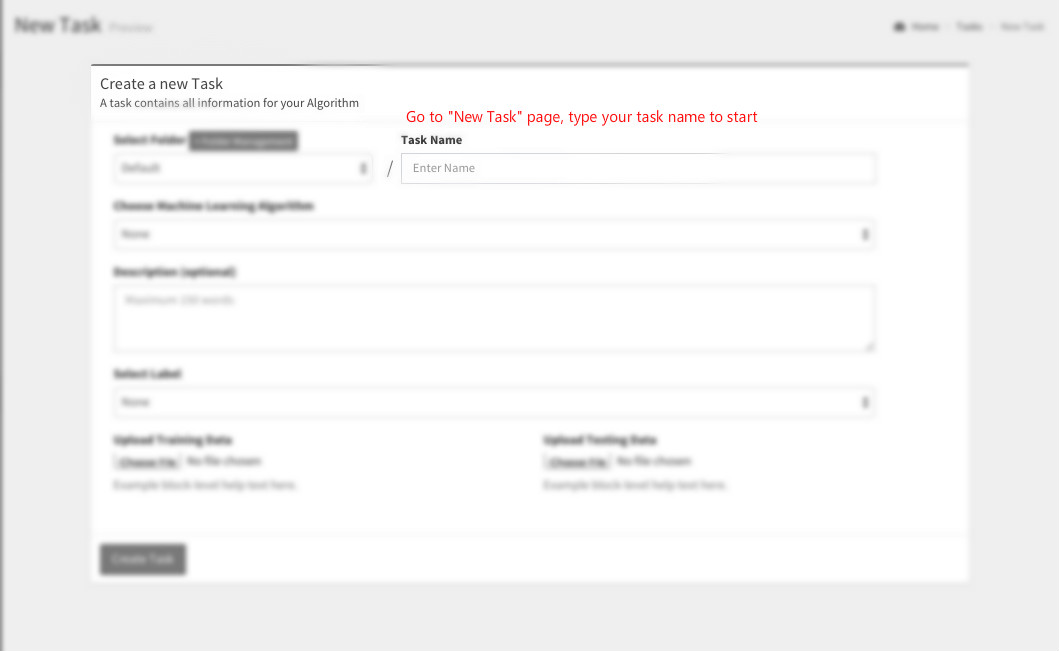 New Task Preview
Home Tasks New Task
Create a new Task
A task contains all information for your Algorithm
Go to "New Task" page, type your task name to start
Select Folder Folder Management
Task Name
Default / Enter Name
Choose Machine Learning Algorithm
None
Description (optional)
Maximum words
Select Label
None
Upload Training Data Upload Testing Data
Choose File No file chosen Choose File No file chosen
Example block-level help text here. Example block-level help text here.
Create Task